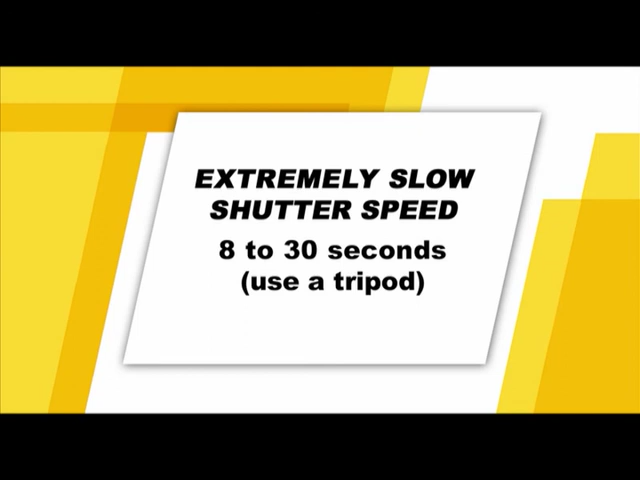 EXTREMELY SLOW
SHUTTER SPEED
8 to 30 seconds
(use a tripod)